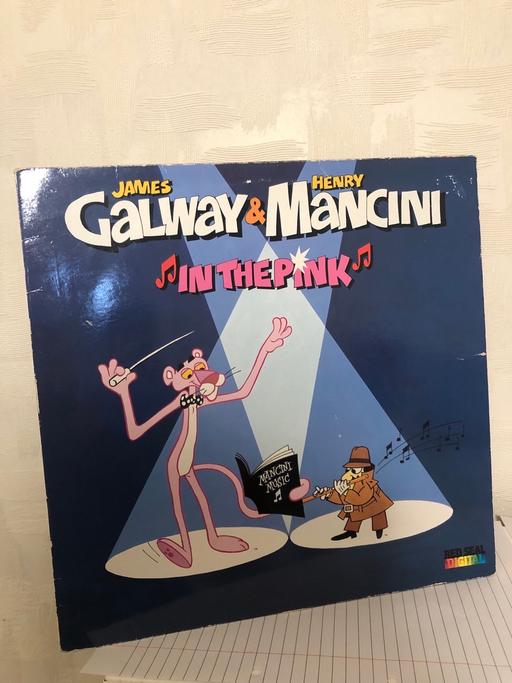 JAMES HENRY
GALWAY & MANCINI
IN THE PINK
MANCINI
MUSIC
RED SEAL
DIGITAL